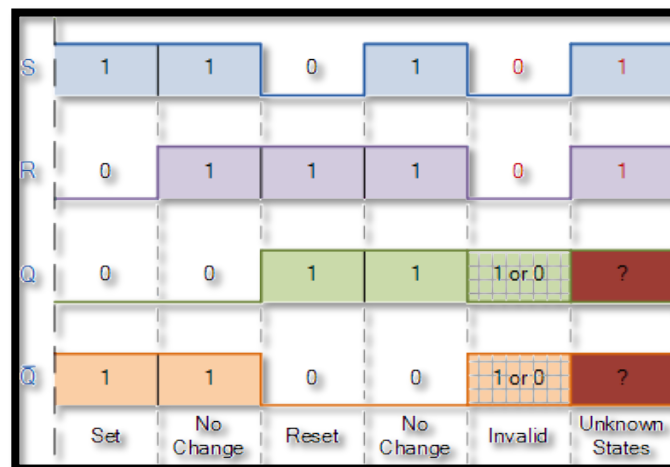 S 1 1 0 1 0 1
R 0 1 1 1 0 1
Q 0 0 1 1 1 or 0 ?
Q̅ 1 1 0 0 1 or 0 ?
Set No Change Reset No Change Invalid Unknown States